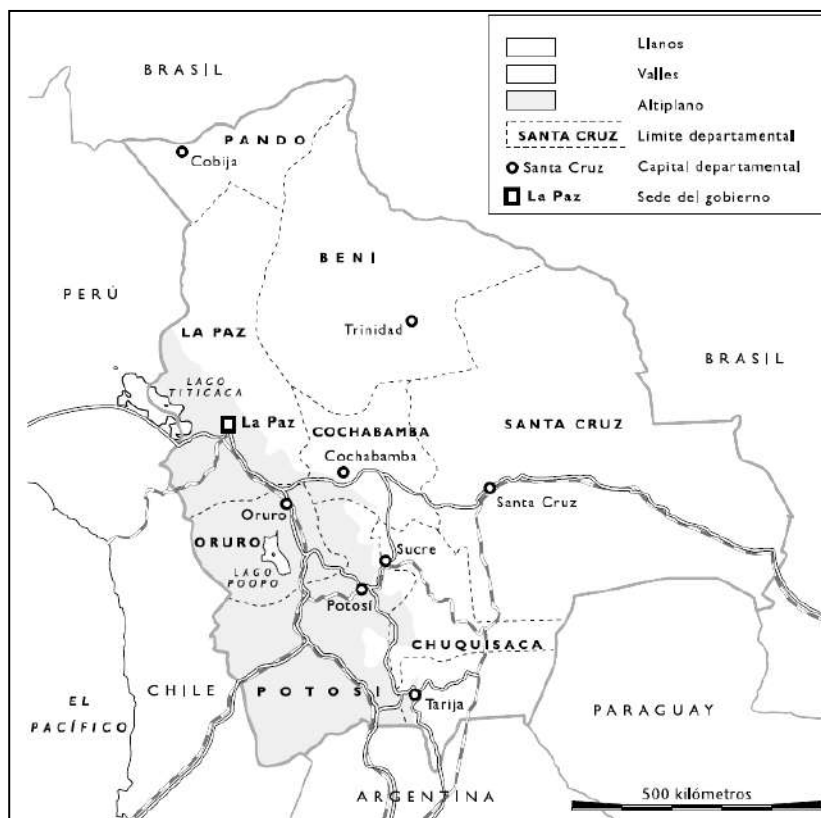 BRASIL
PANDO
Cobija
BENI
PERÚ
Trinidad
LA PAZ
BRASIL
LAGO
TITICACA
La Paz
COCHABAMBA
Cochabamba
SANTA CRUZ
Santa Cruz
Oruro
ORURO
Sucre
LAGO
POOPO
Potosí
CHUQUISACA
CHILE
POTOSI
Tarija
EL
PACÍFICO
PARAGUAY
ARGENTINA
500 kilómetros
Llanos
Valles
Altiplano
SANTA CRUZ Límite departamental
Santa Cruz Capital departamental
La Paz Sede del gobierno